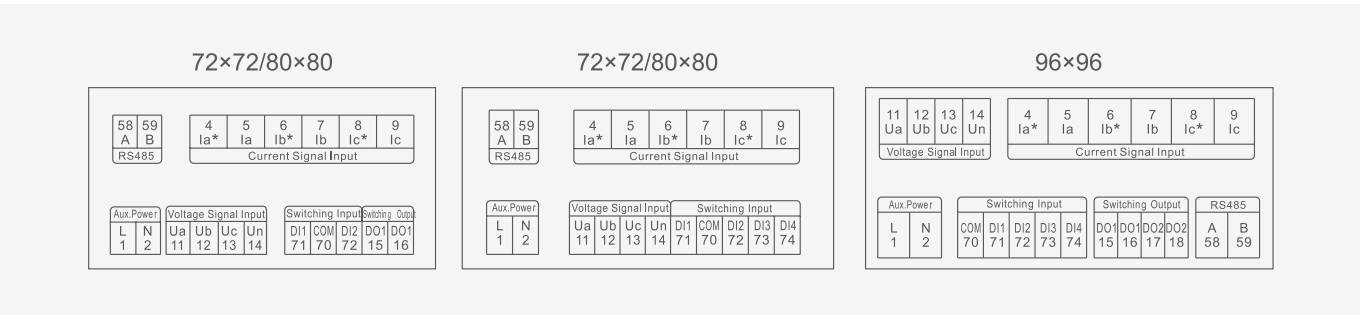 72×72/80×80
58 59
A B
RS485
4 5 6 7 8 9
Ia* Ia Ib* Ib Ic* Ic
Current Signal Input
Aux.Power Voltage Signal Input Switching Input Switching Output
L N Ua Ub Uc Un DI1 COM DI2 DO1 DO1
1 2 11 12 13 14 71 70 72 15 16
72×72/80×80
58 59
A B
RS485
4 5 6 7 8 9
Ia* Ia Ib* Ib Ic* Ic
Current Signal Input
Aux.Power Voltage Signal Input Switching Input
L N Ua Ub Uc Un DI1 COM DI2 DI3 DI4
1 2 11 12 13 14 71 70 72 73 74
96×96
11 12 13 14
Ua Ub Uc Un
Voltage Signal Input
4 5 6 7 8 9
Ia* Ia Ib* Ib Ic* Ic
Current Signal Input
Aux.Power Switching Input Switching Output RS485
L N COM DI1 DI2 DI3 DI4 DO1 DO1 DO2 DO2 A B
1 2 70 71 72 73 74 15 16 17 18 58 59